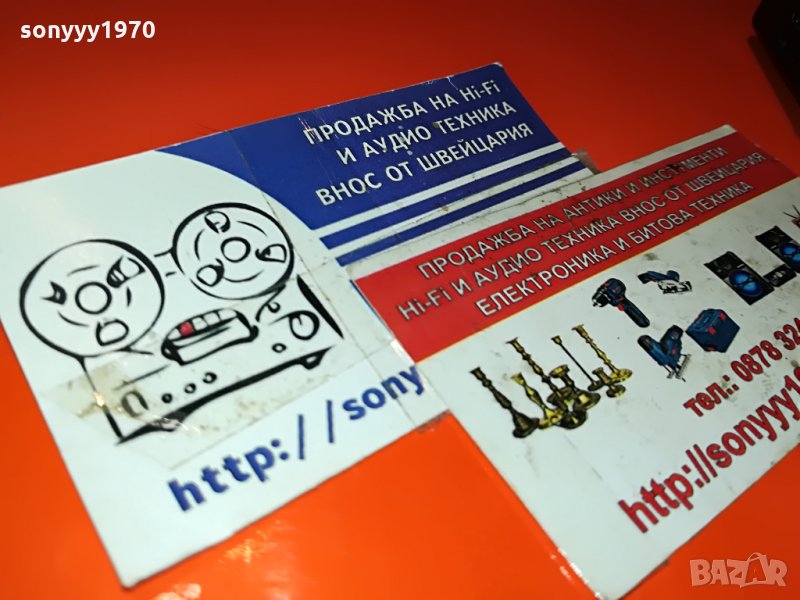 sonyyy1970
ПРОДАЖБА НА Hi-Fi
И АУДИО ТЕХНИКА
ВНОС ОТ ШВЕЙЦАРИЯ
http://sony
ПРОДАЖБА НА АНТИКИ И ИНСТРУМЕНТИ
Hi-Fi И АУДИО ТЕХНИКА ВНОС ОТ ШВЕЙЦАРИЯ
ЕЛЕКТРОНИКА И БИТОВА ТЕХНИКА
тел.: 0878 324
http://sonyyy1
BAZAR